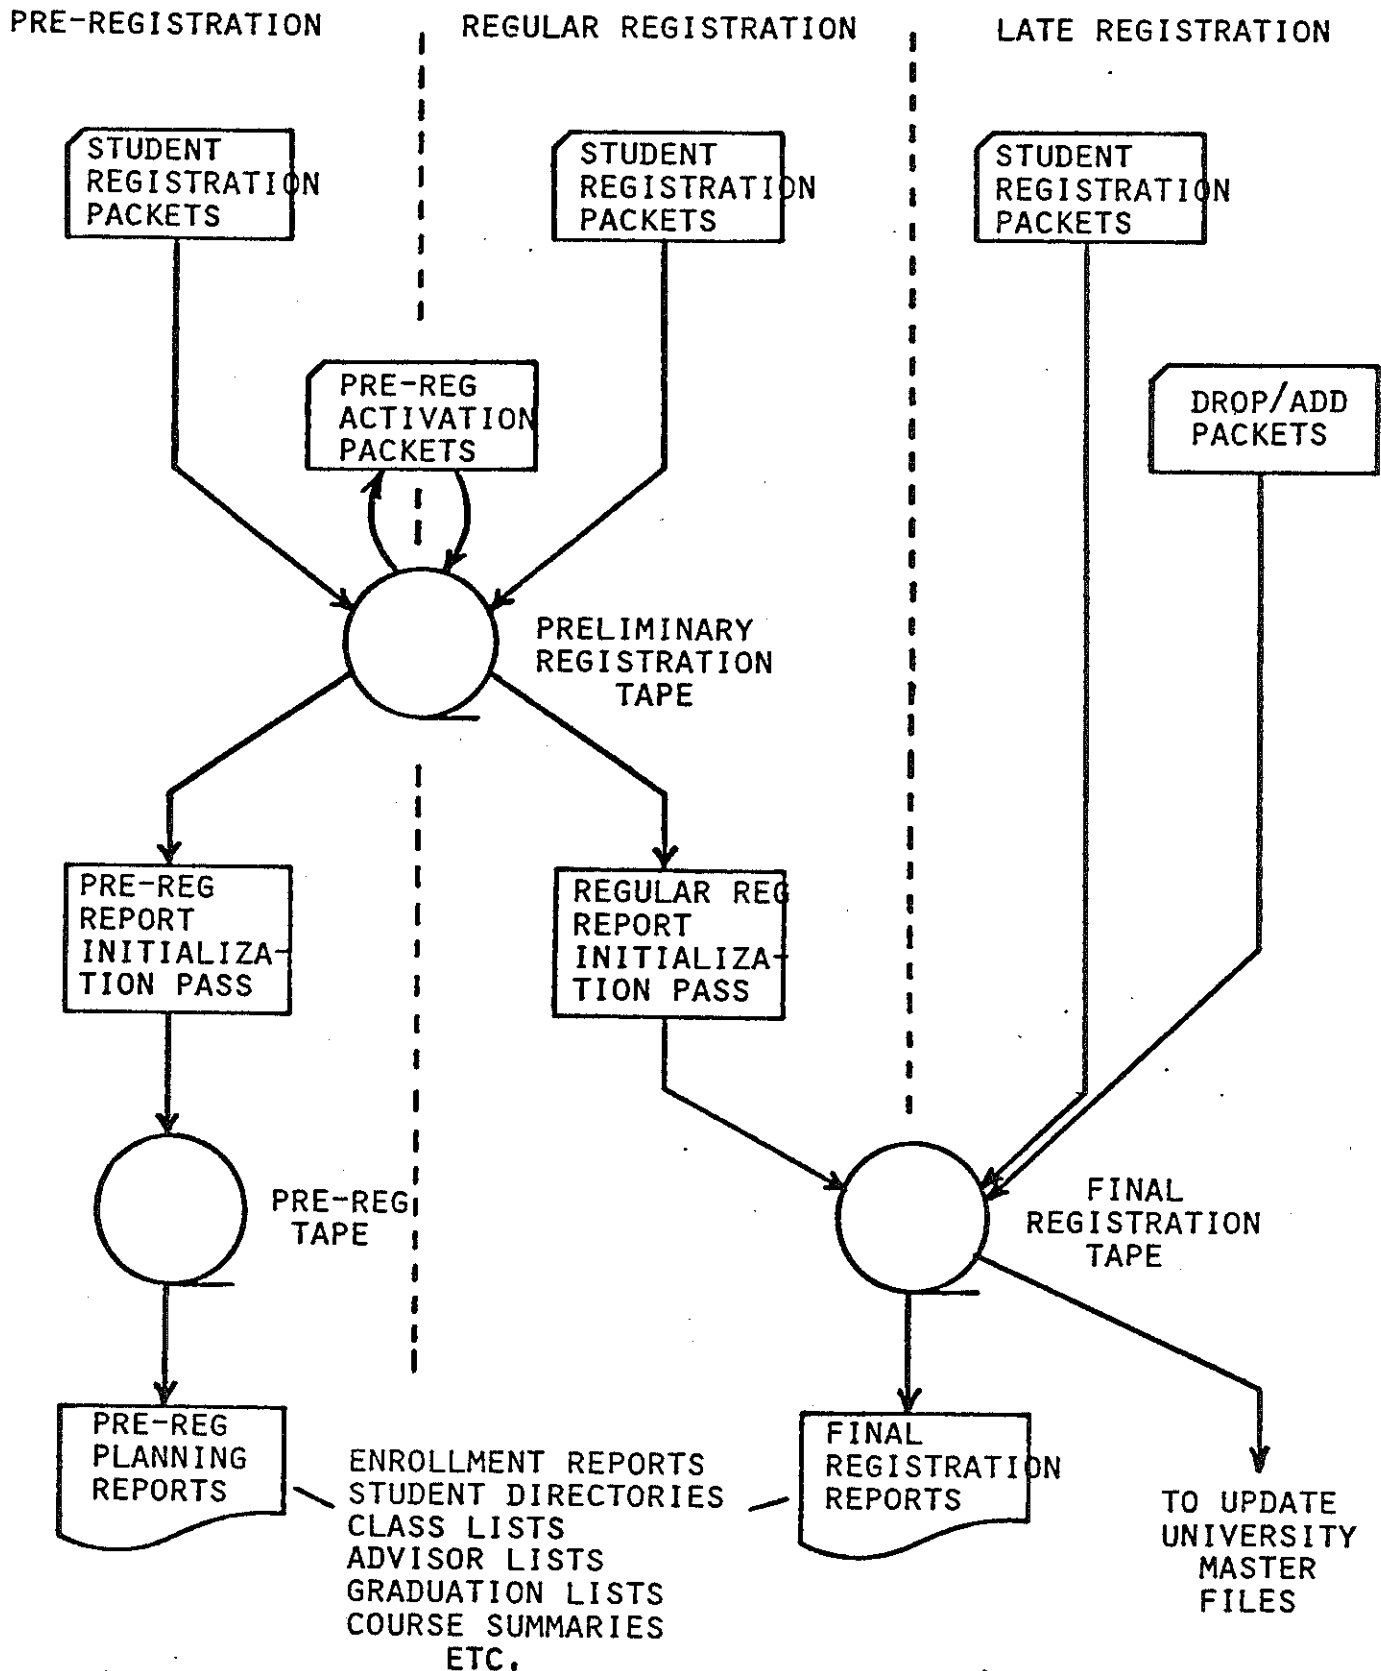 PRE-REGISTRATION
REGULAR REGISTRATION
LATE REGISTRATION
STUDENT
REGISTRATION
PACKETS
STUDENT
REGISTRATION
PACKETS
STUDENT
REGISTRATION
PACKETS
PRE-REG
ACTIVATION
PACKETS
DROP/ADD
PACKETS
PRELIMINARY
REGISTRATION
TAPE
PRE-REG
REPORT
INITIALIZA-
TION PASS
REGULAR REG
REPORT
INITIALIZA-
TION PASS
PRE-REG
TAPE
FINAL
REGISTRATION
TAPE
PRE-REG
PLANNING
REPORTS
ENROLLMENT REPORTS
STUDENT DIRECTORIES
CLASS LISTS
ADVISOR LISTS
GRADUATION LISTS
COURSE SUMMARIES
ETC.
FINAL
REGISTRATION
REPORTS
TO UPDATE
UNIVERSITY
MASTER
FILES